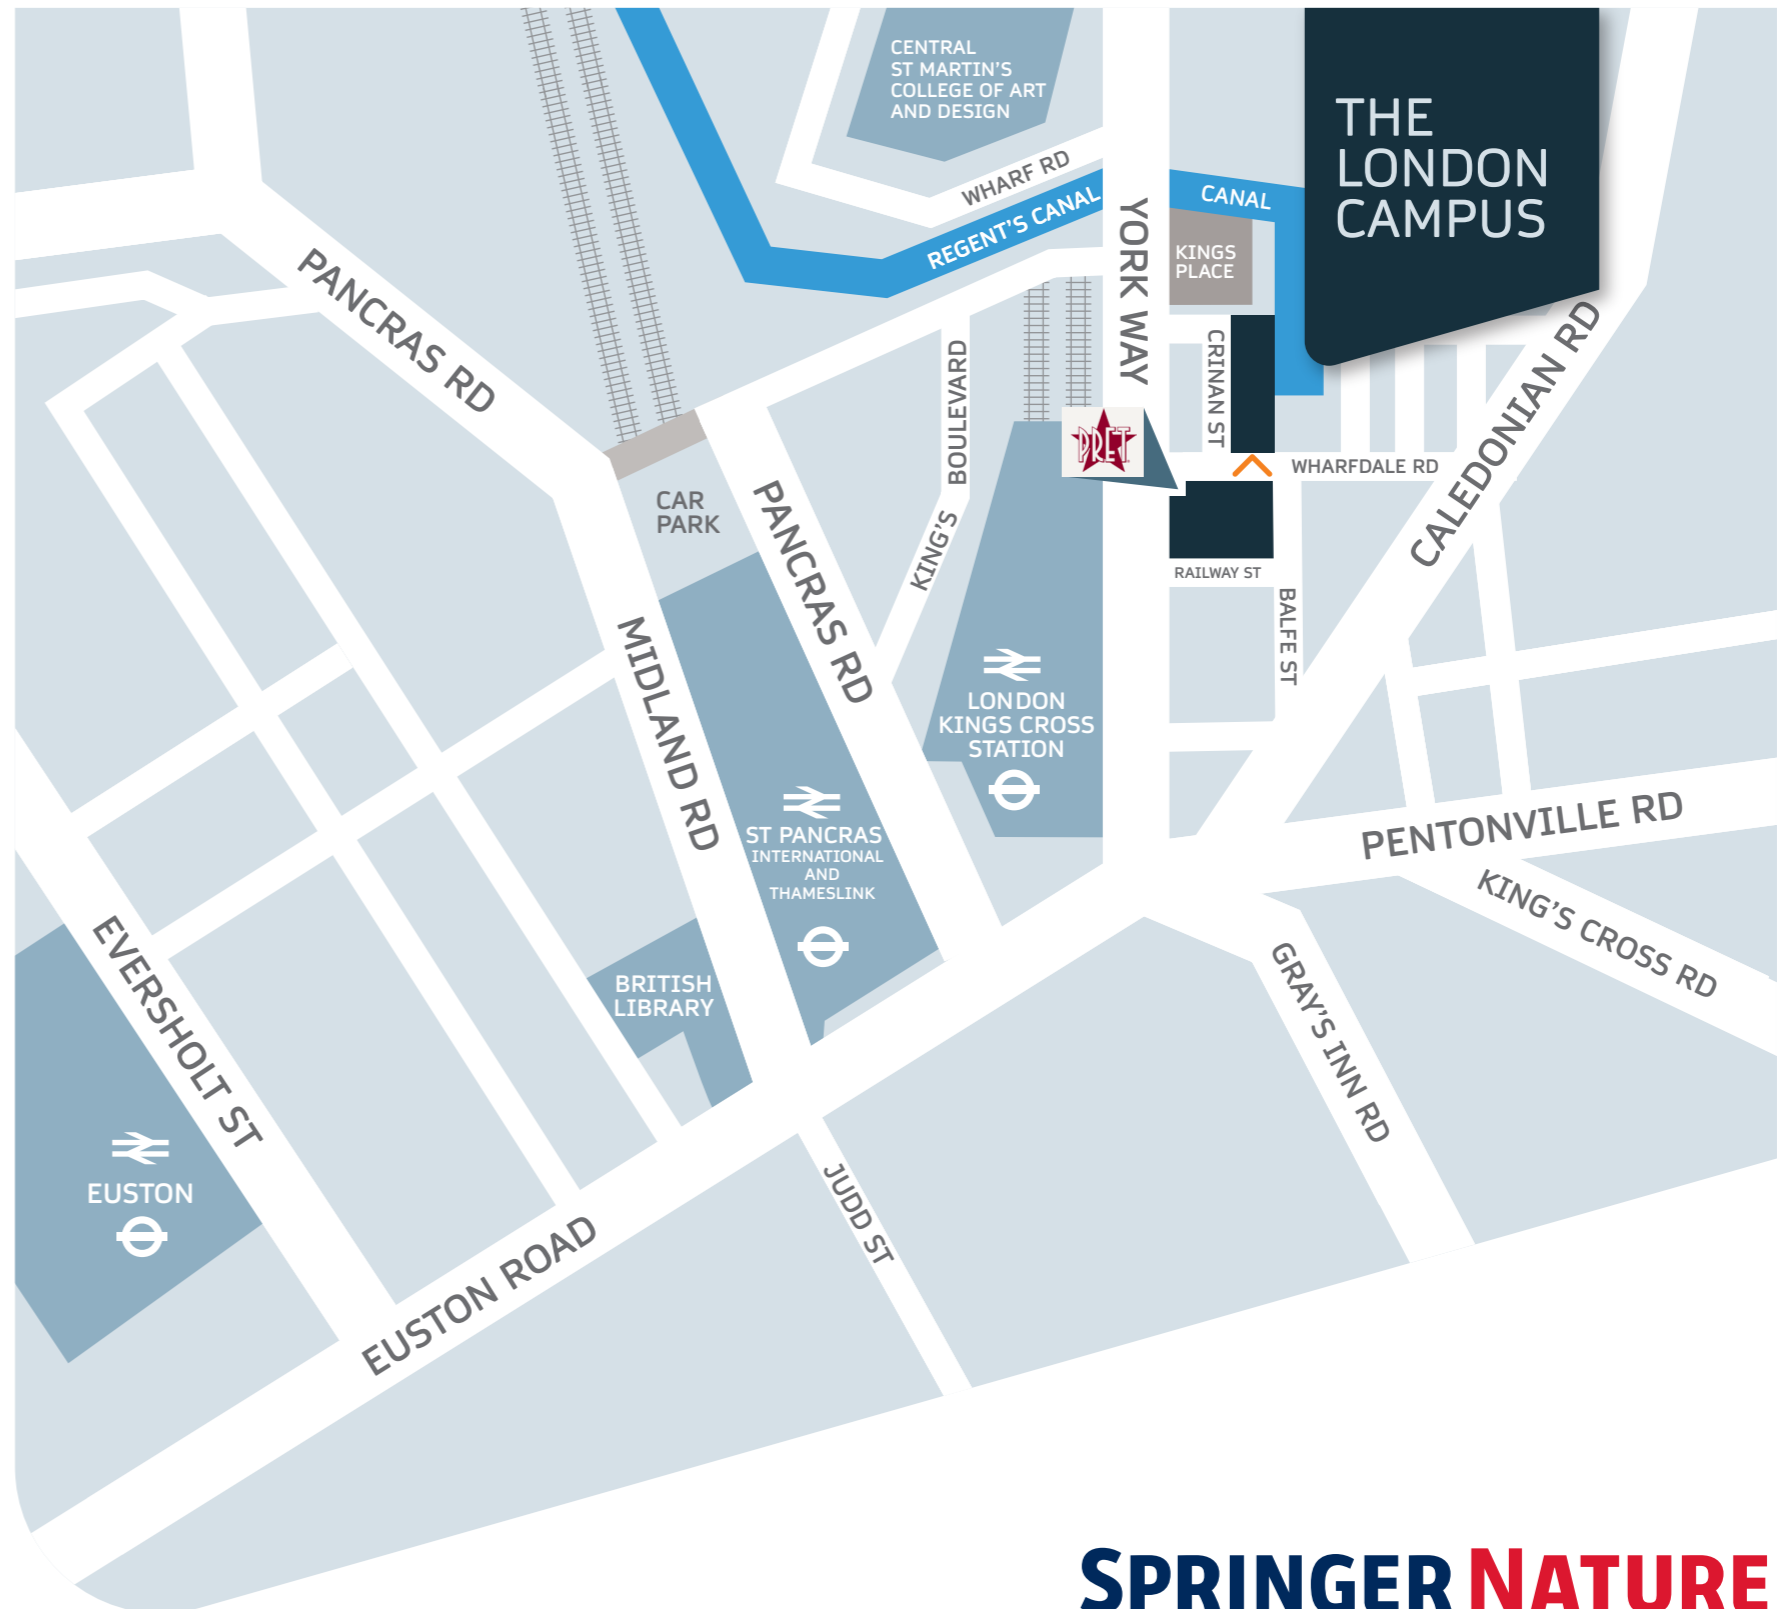 CENTRAL
ST MARTIN'S
COLLEGE OF ART
AND DESIGN
THE
LONDON
CAMPUS
WHARF RD
REGENT'S CANAL
CANAL
YORK WAY
KINGS
PLACE
PANCRAS RD
CRINAN ST
BOULEVARD
KING'S
PRET
WHARFDALE RD
CALEDONIAN RD
CAR
PARK
PANCRAS RD
RAILWAY ST
BALFE ST
MIDLAND RD
LONDON
KINGS CROSS
STATION
ST PANCRAS
INTERNATIONAL
AND
THAMESLINK
PENTONVILLE RD
KING'S CROSS RD
EVERSHOLT ST
BRITISH
LIBRARY
GRAY'S INN RD
EUSTON
JUDD ST
EUSTON ROAD
SPRINGER NATURE